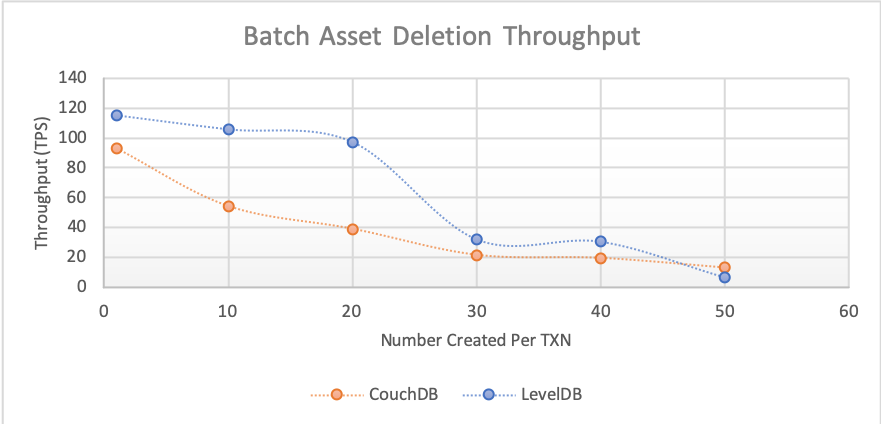 Batch Asset Deletion Throughput
Throughput (TPS)
140
120
100
80
60
40
20
0
0 10 20 30 40 50 60
Number Created Per TXN
CouchDB LevelDB